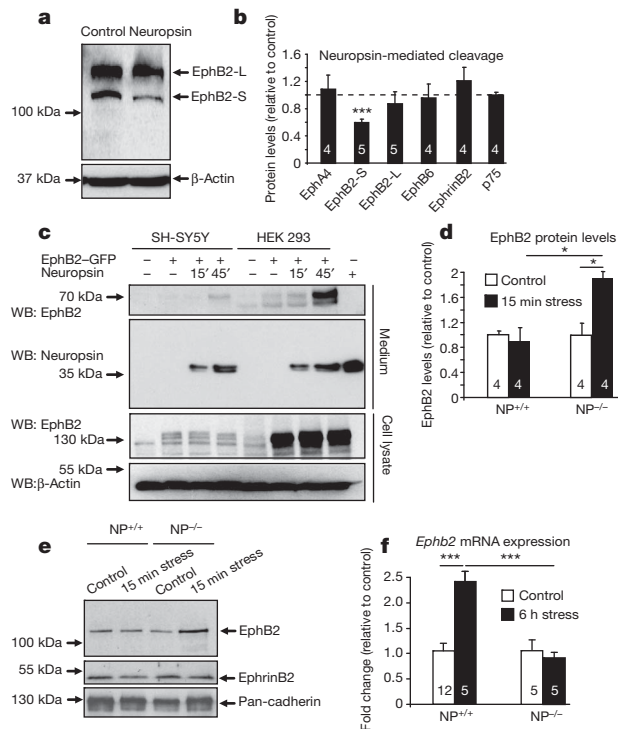 a
Control Neuropsin
EphB2-L
EphB2-S
100 kDa
37 kDa
β-Actin
b
Neuropsin-mediated cleavage
Protein levels (relative to control)
1.6
1.2
0.8
0.4
0
***
4 5 5 4 4 4
EphA4 EphB2-S EphB2-L EphB6 EphrinB2 p75
c
SH-SY5Y HEK 293
EphB2–GFP – + + + – + + + –
Neuropsin – – 15′ 45′ – – 15′ 45′ +
70 kDa
WB: EphB2
WB: Neuropsin
35 kDa
Medium
WB: EphB2
130 kDa
55 kDa
WB:β-Actin
Cell lysate
d
EphB2 protein levels
EphB2 levels (relative to control)
2.0
1.6
1.2
0.8
0.4
0
*
*
Control
15 min stress
4 4 4 4
NP+/+ NP–/–
e
NP+/+ NP–/–
Control 15 min stress Control 15 min stress
EphB2
100 kDa
55 kDa
EphrinB2
130 kDa
Pan-cadherin
f
Ephb2 mRNA expression
Fold change (relative to control)
2.5
2.0
1.5
1.0
0.5
0
*** ***
Control
6 h stress
12 5 5 5
NP+/+ NP–/–